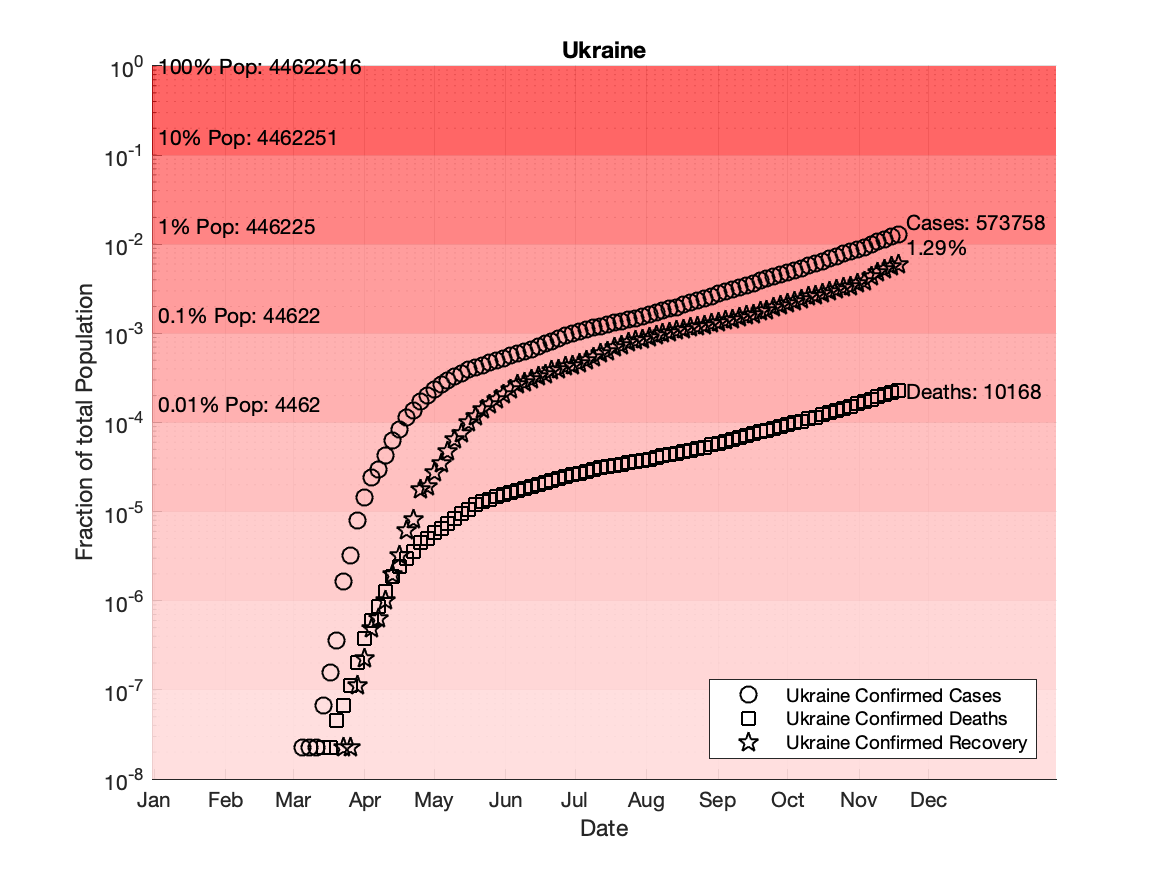 Ukraine
10^0
100% Pop: 44622516
10% Pop: 4462251
10^-1
1% Pop: 446225
10^-2
Cases: 573758
1.29%
0.1% Pop: 44622
10^-3
0.01% Pop: 4462
Deaths: 10168
10^-4
10^-5
10^-6
10^-7
10^-8
Fraction of total Population
Ukraine Confirmed Cases
Ukraine Confirmed Deaths
Ukraine Confirmed Recovery
Jan Feb Mar Apr May Jun Jul Aug Sep Oct Nov Dec
Date